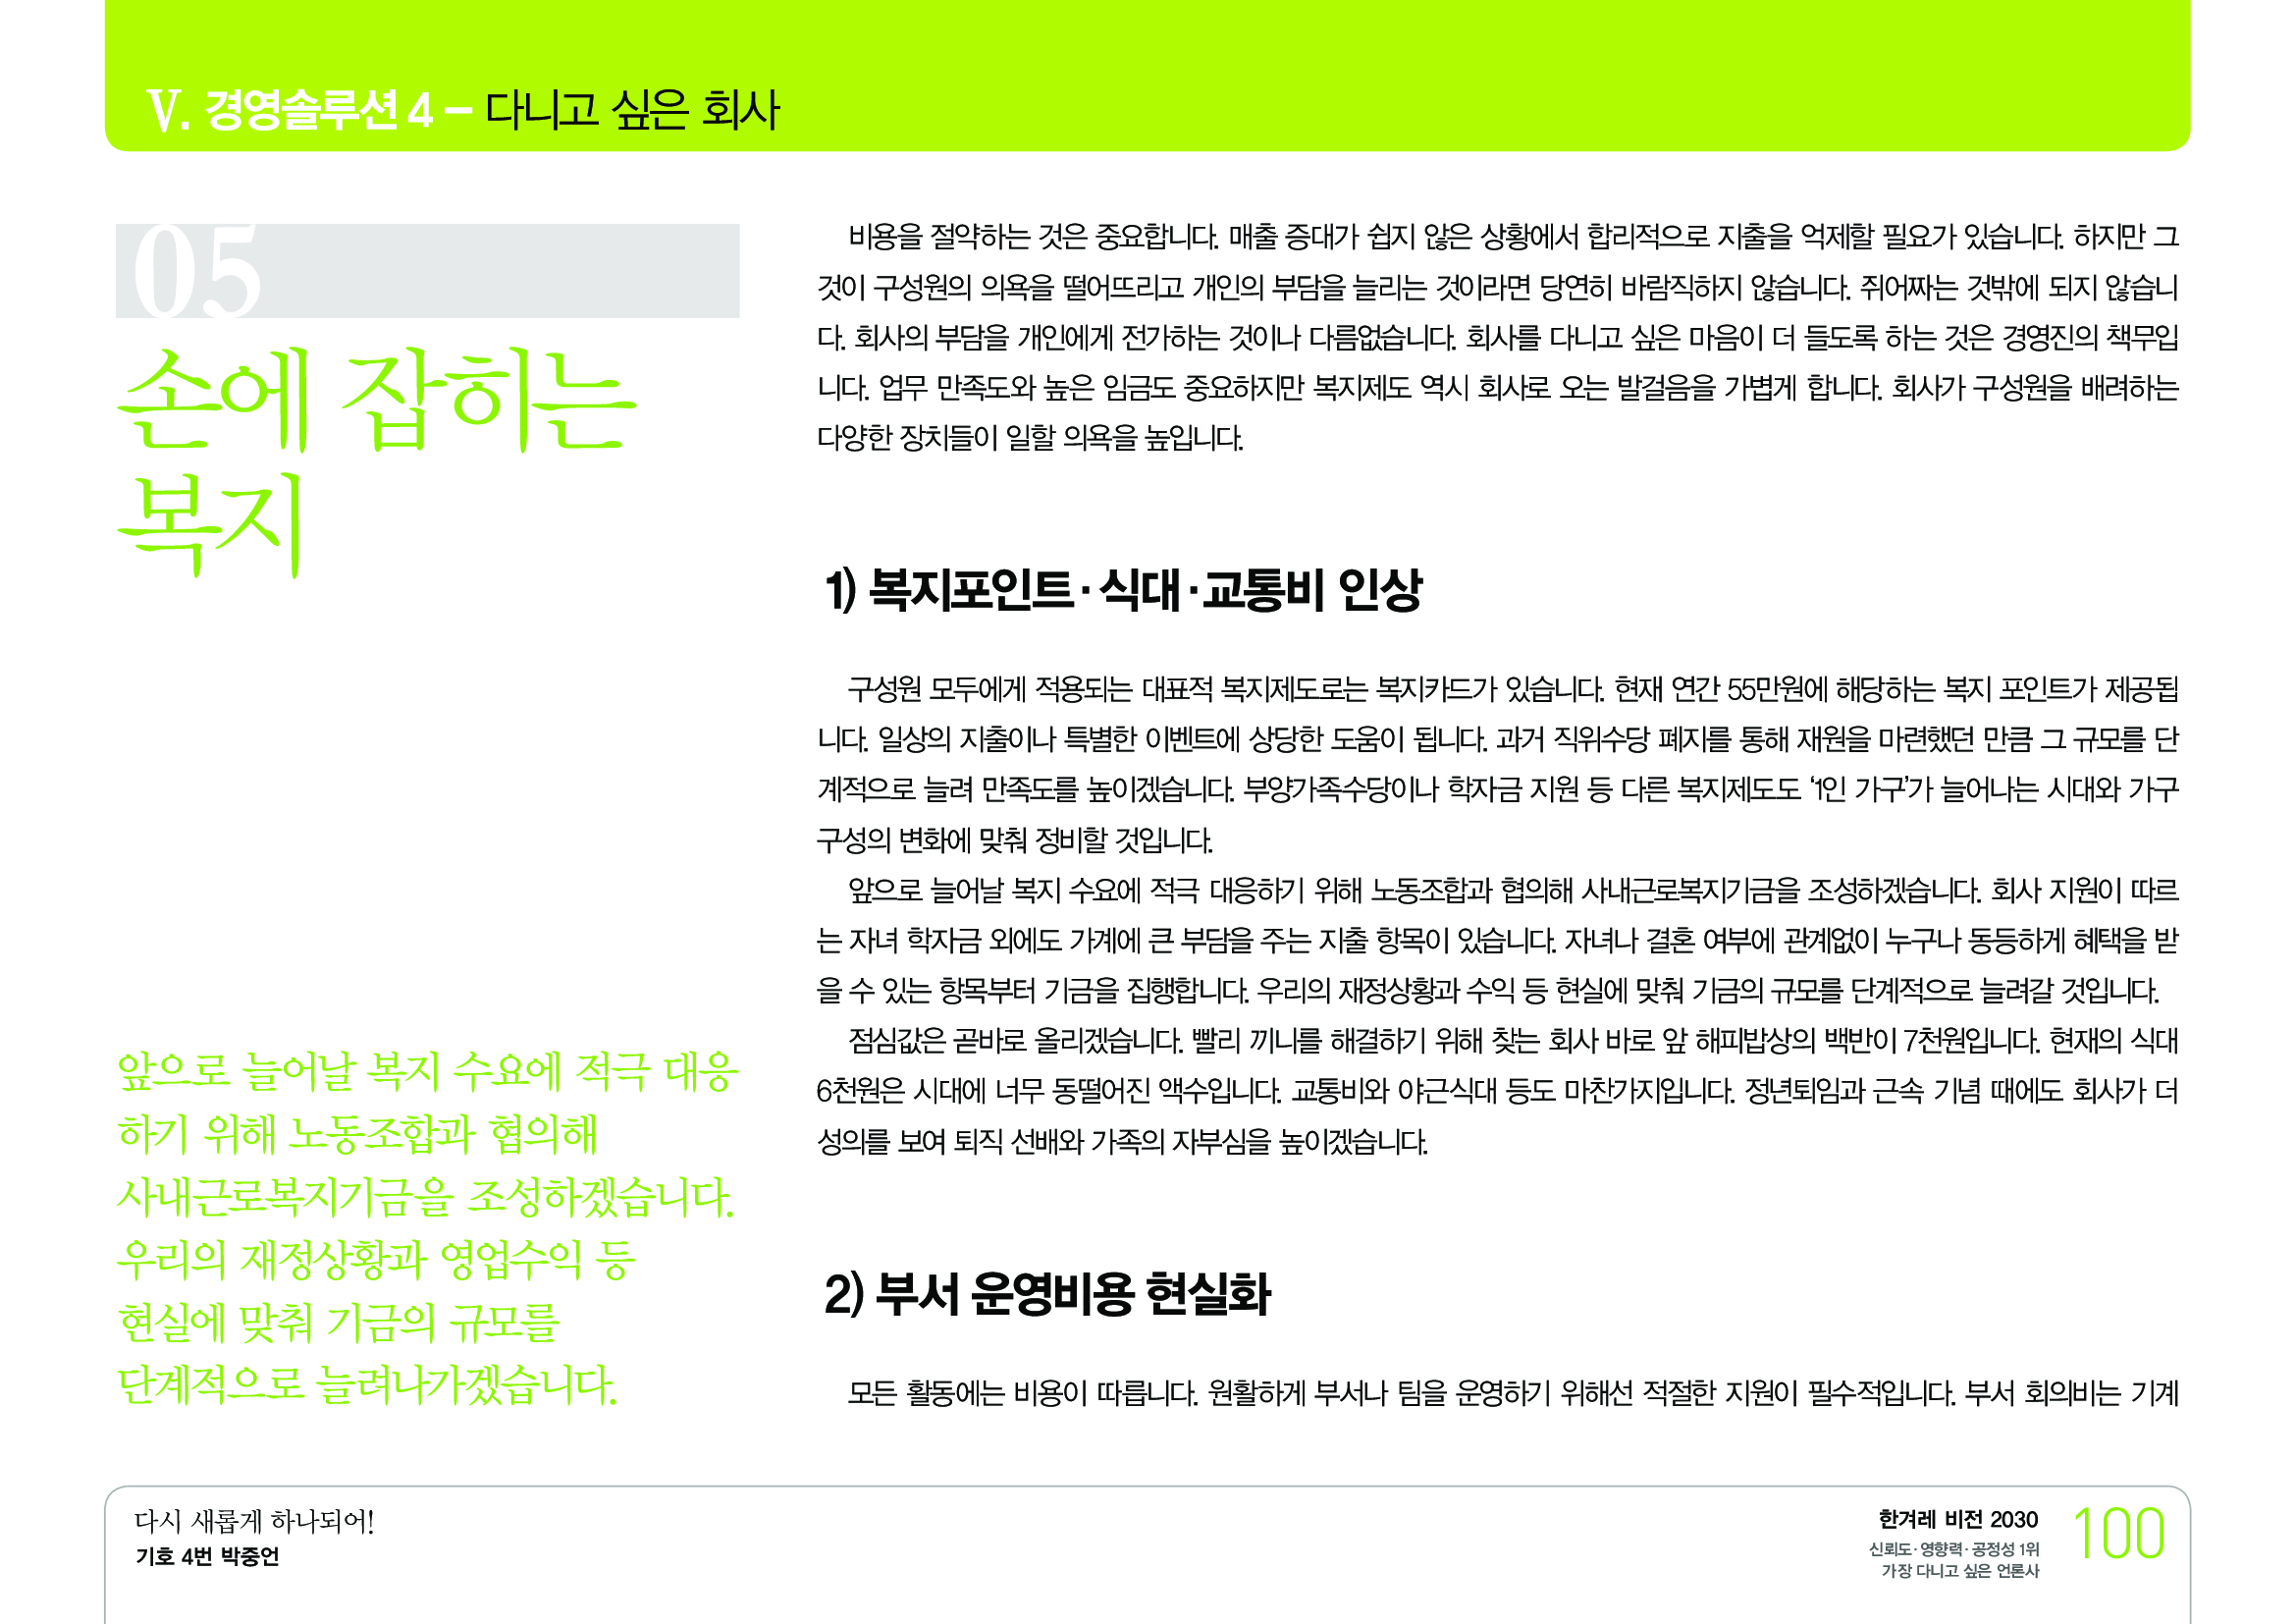 V. 경영솔루션 4 – 다니고 싶은 회사
05
손에 잡히는
복지
앞으로 늘어날 복지 수요에 적극 대응
하기 위해 노동조합과 협의해
사내근로복지기금을 조성하겠습니다.
우리의 재정상황과 영업수익 등
현실에 맞춰 기금의 규모를
단계적으로 늘려나가겠습니다.
비용을 절약하는 것은 중요합니다. 매출 증대가 쉽지 않은 상황에서 합리적으로 지출을 억제할 필요가 있습니다. 하지만 그
것이 구성원의 의욕을 떨어뜨리고 개인의 부담을 늘리는 것이라면 당연히 바람직하지 않습니다. 쥐어짜는 것밖에 되지 않습니
다. 회사의 부담을 개인에게 전가하는 것이나 다름없습니다. 회사를 다니고 싶은 마음이 더 들도록 하는 것은 경영진의 책무입
니다. 업무 만족도와 높은 임금도 중요하지만 복지제도 역시 회사로 오는 발걸음을 가볍게 합니다. 회사가 구성원을 배려하는
다양한 장치들이 일할 의욕을 높입니다.
1) 복지포인트·식대·교통비 인상
구성원 모두에게 적용되는 대표적 복지제도로는 복지카드가 있습니다. 현재 연간 55만원에 해당하는 복지 포인트가 제공됩
니다. 일상의 지출이나 특별한 이벤트에 상당한 도움이 됩니다. 과거 직위수당 폐지를 통해 재원을 마련했던 만큼 그 규모를 단
계적으로 늘려 만족도를 높이겠습니다. 부양가족수당이나 학자금 지원 등 다른 복지제도도 ‘1인 가구’가 늘어나는 시대와 가구
구성의 변화에 맞춰 정비할 것입니다.
앞으로 늘어날 복지 수요에 적극 대응하기 위해 노동조합과 협의해 사내근로복지기금을 조성하겠습니다. 회사 지원이 따르
는 자녀 학자금 외에도 가계에 큰 부담을 주는 지출 항목이 있습니다. 자녀나 결혼 여부에 관계없이 누구나 동등하게 혜택을 받
을 수 있는 항목부터 기금을 집행합니다. 우리의 재정상황과 수익 등 현실에 맞춰 기금의 규모를 단계적으로 늘려갈 것입니다.
점심값은 곧바로 올리겠습니다. 빨리 끼니를 해결하기 위해 찾는 회사 바로 앞 해피밥상의 백반이 7천원입니다. 현재의 식대
6천원은 시대에 너무 동떨어진 액수입니다. 교통비와 야근식대 등도 마찬가지입니다. 정년퇴임과 근속 기념 때에도 회사가 더
성의를 보여 퇴직 선배와 가족의 자부심을 높이겠습니다.
2) 부서 운영비용 현실화
모든 활동에는 비용이 따릅니다. 원활하게 부서나 팀을 운영하기 위해선 적절한 지원이 필수적입니다. 부서 회의비는 기계
다시 새롭게 하나되어!
기호 4번 박중언
한겨레 비전 2030
신뢰도·영향력·공정성 1위
가장 다니고 싶은 언론사
100